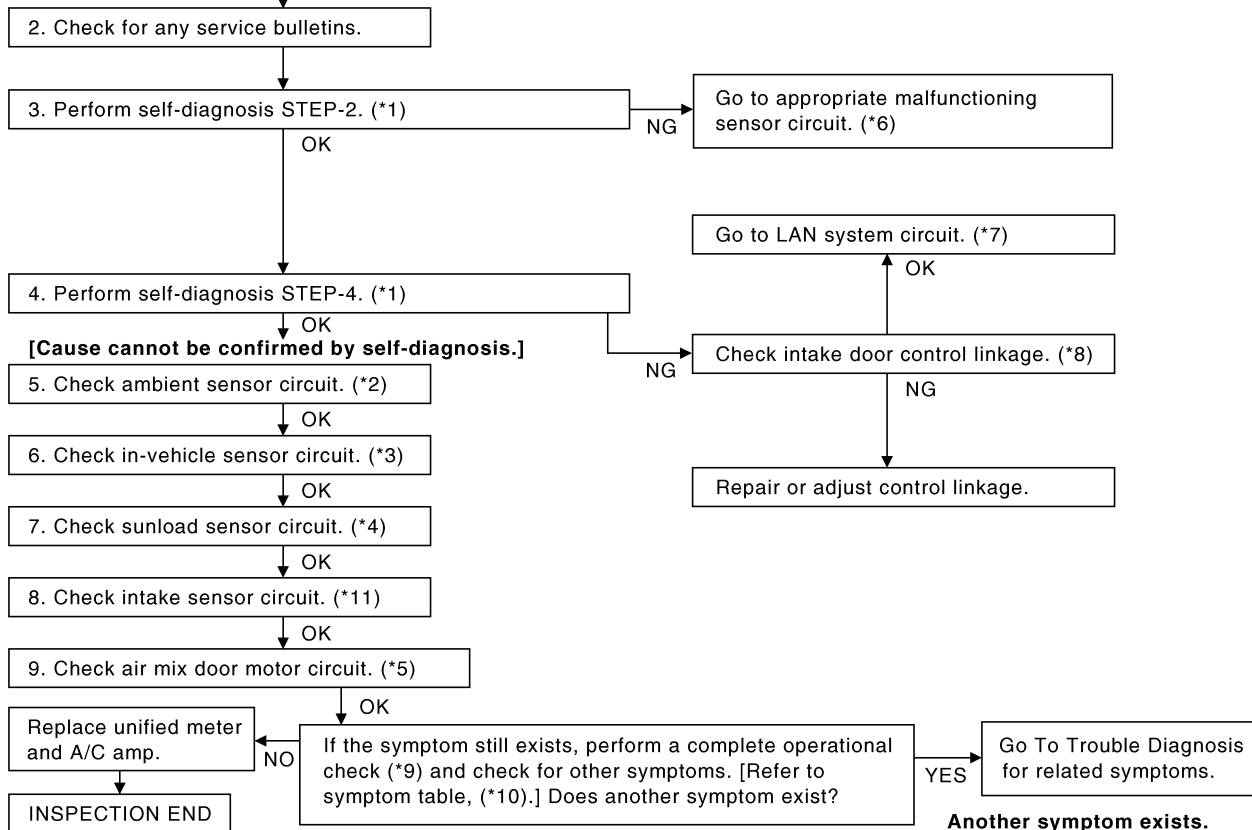 2. Check for any service bulletins.
3. Perform self-diagnosis STEP-2. (*1)
NG
Go to appropriate malfunctioning
sensor circuit. (*6)
OK
Go to LAN system circuit. (*7)
OK
4. Perform self-diagnosis STEP-4. (*1)
OK
[Cause cannot be confirmed by self-diagnosis.]
NG
Check intake door control linkage. (*8)
NG
Repair or adjust control linkage.
5. Check ambient sensor circuit. (*2)
OK
6. Check in-vehicle sensor circuit. (*3)
OK
7. Check sunload sensor circuit. (*4)
OK
8. Check intake sensor circuit. (*11)
OK
9. Check air mix door motor circuit. (*5)
OK
Replace unified meter
and A/C amp.
NO
If the symptom still exists, perform a complete operational
check (*9) and check for other symptoms. [Refer to
symptom table, (*10).] Does another symptom exist?
YES
Go To Trouble Diagnosis
for related symptoms.
INSPECTION END
Another symptom exists.